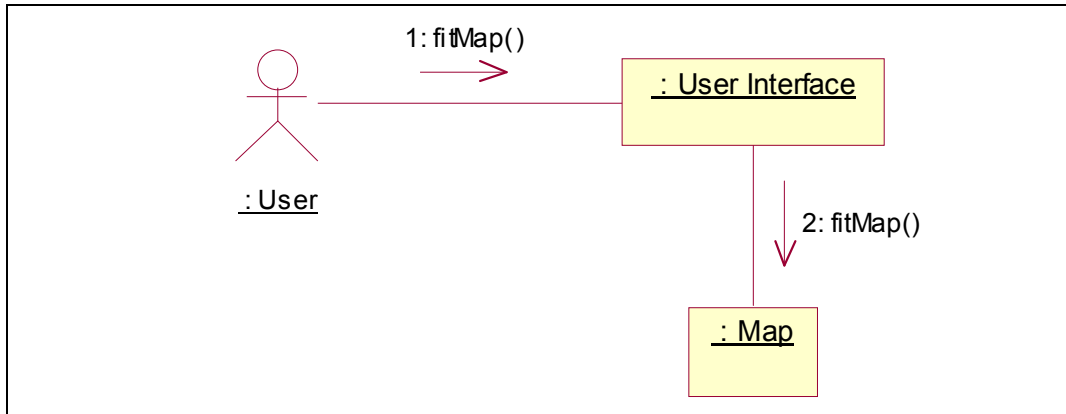 1: fitMap()
: User Interface
: User
2: fitMap()
: Map